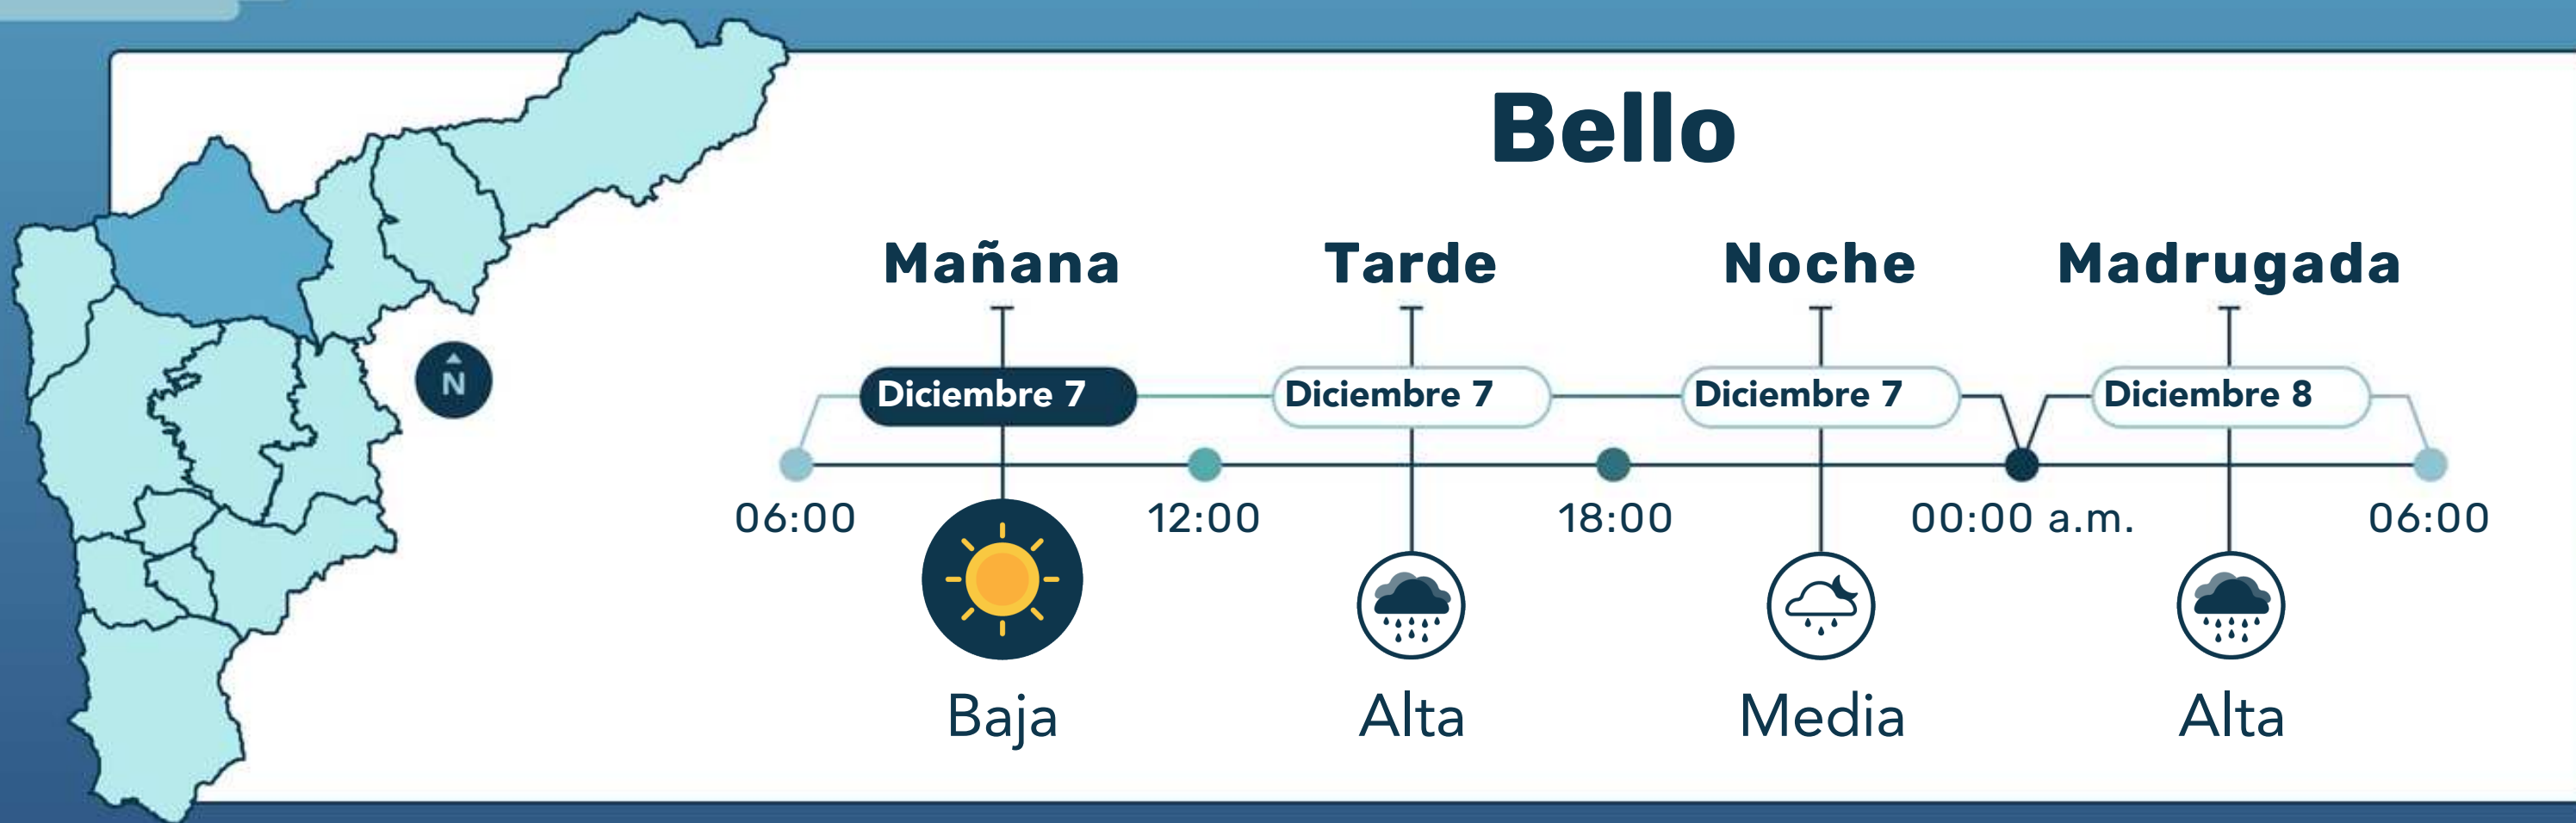 Bello
Mañana Tarde Noche Madrugada
N
Diciembre 7 Diciembre 7 Diciembre 7 Diciembre 8
06:00 12:00 18:00 00:00 a.m. 06:00
Baja Alta Media Alta